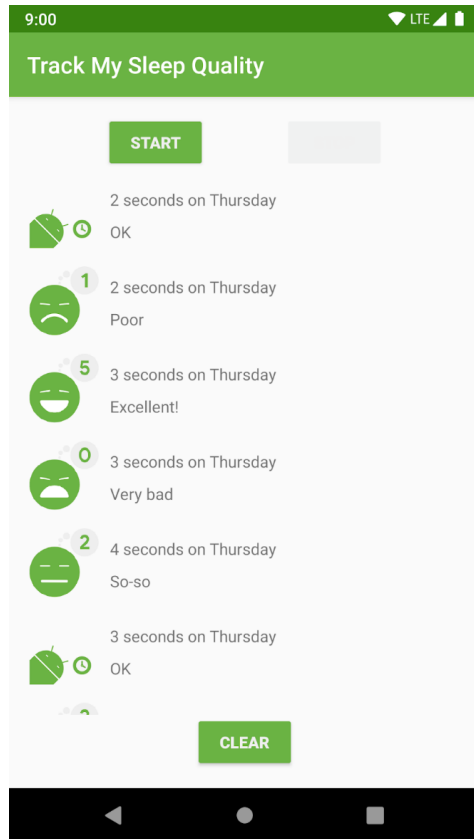 9:00 LTE
Track My Sleep Quality
START
2 seconds on Thursday
OK
1
2 seconds on Thursday
Poor
5
3 seconds on Thursday
Excellent!
0
3 seconds on Thursday
Very bad
2
4 seconds on Thursday
So-so
3 seconds on Thursday
OK
CLEAR